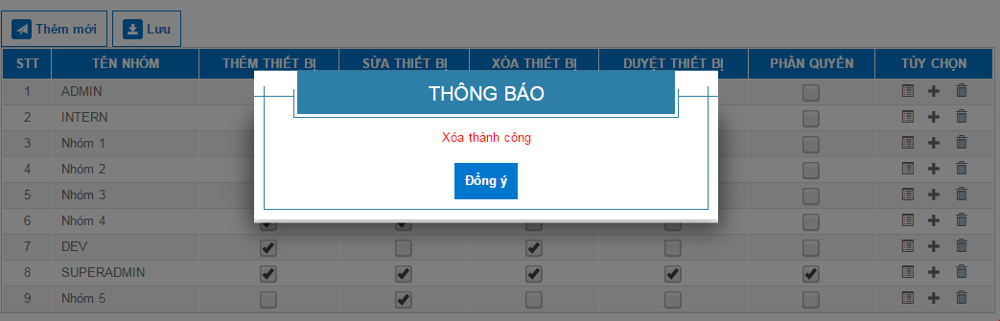 Thêm mới Lưu
STT TÊN NHÓM THÊM THIẾT BỊ SỬA THIẾT BỊ XÓA THIẾT BỊ DUYỆT THIẾT BỊ PHÂN QUYỀN TÙY CHỌN
THÔNG BÁO
Xóa thành công
Đồng ý
1 ADMIN
2 INTERN
3 Nhóm 1
4 Nhóm 2
5 Nhóm 3
6 Nhóm 4
7 DEV
8 SUPERADMIN
9 Nhóm 5